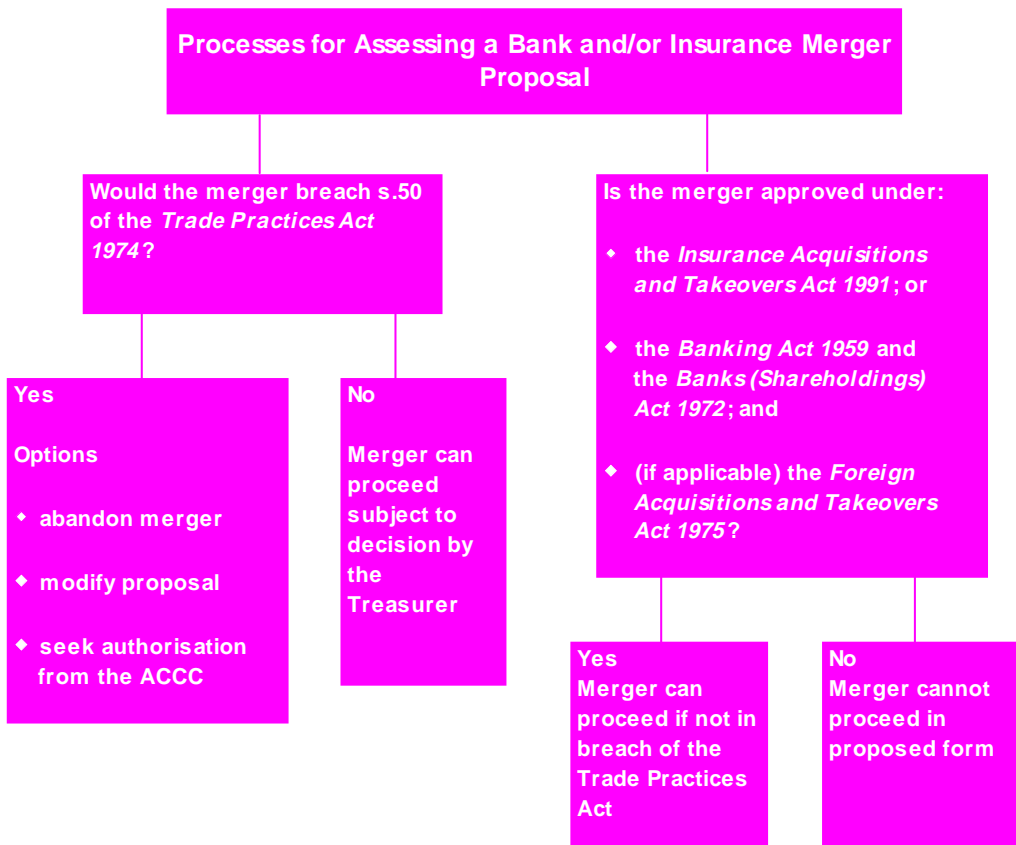 Processes for Assessing a Bank and/or Insurance Merger
Proposal
Would the merger breach s.50
of the Trade Practices Act
1974?
Yes
Options
◆ abandon merger
◆ modify proposal
◆ seek authorisation
from the ACCC
No
Merger can
proceed
subject to
decision by
the
Treasurer
Is the merger approved under:
◆ the Insurance Acquisitions
and Takeovers Act 1991; or
◆ the Banking Act 1959 and
the Banks (Shareholdings)
Act 1972; and
◆ (if applicable) the Foreign
Acquisitions and Takeovers
Act 1975?
Yes
Merger can
proceed if not in
breach of the
Trade Practices
Act
No
Merger cannot
proceed in
proposed form